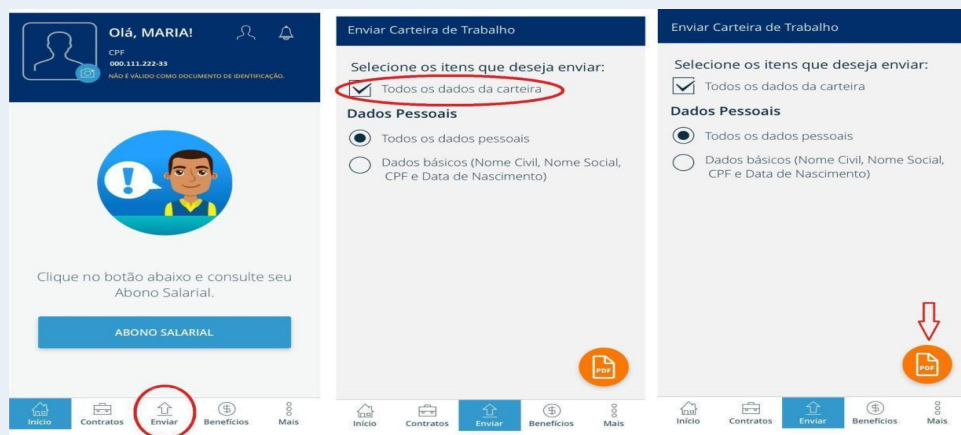 Olá, MARIA!
CPF
000.111.222-33
NÃO É VÁLIDO COMO DOCUMENTO DE IDENTIFICAÇÃO.
Clique no botão abaixo e consulte seu
Abono Salarial.
ABONO SALARIAL
Início Contratos Enviar Benefícios Mais
Enviar Carteira de Trabalho
Selecione os itens que deseja enviar:
Todos os dados da carteira
Dados Pessoais
Todos os dados pessoais
Dados básicos (Nome Civil, Nome Social,
CPF e Data de Nascimento)
PDF
Início Contratos Enviar Benefícios Mais
Enviar Carteira de Trabalho
Selecione os itens que deseja enviar:
Todos os dados da carteira
Dados Pessoais
Todos os dados pessoais
Dados básicos (Nome Civil, Nome Social,
CPF e Data de Nascimento)
PDF
Início Contratos Enviar Benefícios Mais